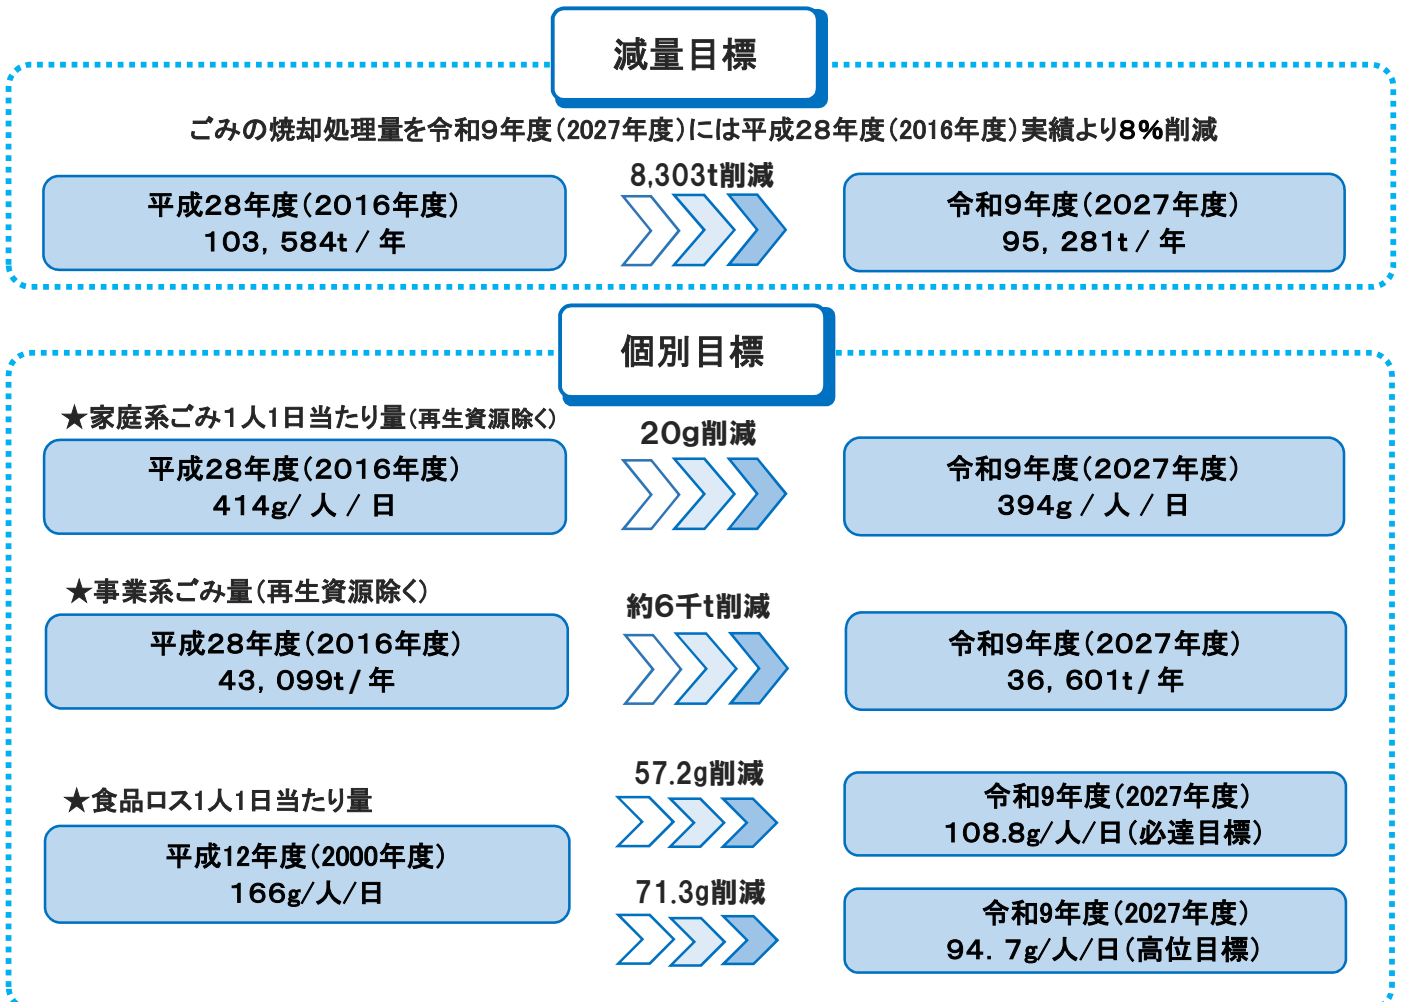 減量目標
ごみの焼却処理量を令和９年度（2027年度）には平成２８年度（2016年度）実績より８％削減
8,303t削減
平成２８年度（２０１６年度）
１０３，５８４t / 年
令和９年度（２０２７年度）
９５，２８１t / 年
個別目標
★家庭系ごみ１人１日当たり量（再生資源除く）
２０g削減
平成２８年度（２０１６年度）
４１４g/ 人 / 日
令和９年度（２０２７年度）
３９４g / 人 / 日
★事業系ごみ量（再生資源除く）
約６千t削減
平成２８年度（２０１６年度）
４３，０９９t / 年
令和９年度（２０２７年度）
３６，６０１t / 年
★食品ロス1人1日当たり量
57.2g削減
平成12年度（2000年度）
１６６g/人/日
令和9年度（2027年度）
１０８．８g/人/日（必達目標）
71.3g削減
令和9年度（2027年度）
９４．７g/人/日（高位目標）